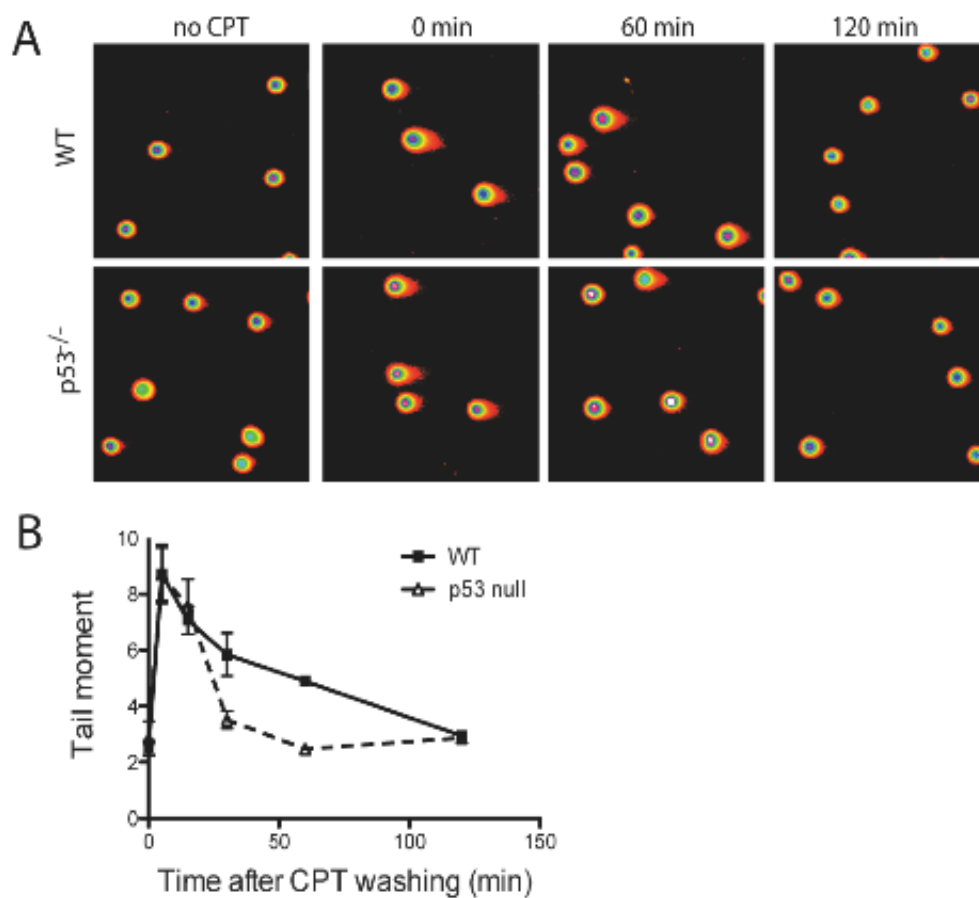 A
no CPT 0 min 60 min 120 min
WT
p53-/-
B
10
8
6
4
2
0
0 50 100 150
Tail moment
Time after CPT washing (min)
WT
p53 null